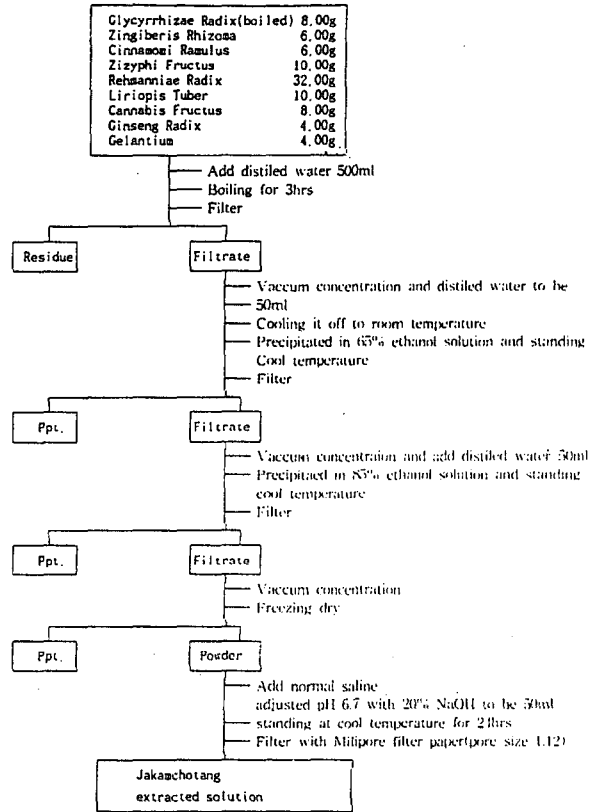 Glycyrrhizae Radix(boiled) 8.00g
Zingiberis Rhizoma 6.00g
Cinnamomi Ramulus 6.00g
Zizyphi Fructus 10.00g
Rehmanniae Radix 32.00g
Liriopis Tuber 10.00g
Cannabis Fructus 8.00g
Ginseng Radix 4.00g
Gelantium 4.00g
Add distiled water 500ml
Boiling for 3hrs
Filter
Residue Filtrate
Vaccum concentration and distiled water to be
50ml
Cooling it off to room temperature
Precipitated in 65% ethanol solution and standing
Cool temperature
Filter
Ppt. Filtrate
Vaccum concentraion and add distiled water 50ml
Precipitaed in 85% ethanol solution and standing
cool temperature
Filter
Ppt. Filtrate
Vaccum concentration
Freezing dry
Ppt. Powder
Add normal saline
adjusted pH 6.7 with 20% NaOH to be 50ml
standing at cool temperature for 24hrs
Filter with Milipore filter paper(pore size
Jakamchotang
extracted solution